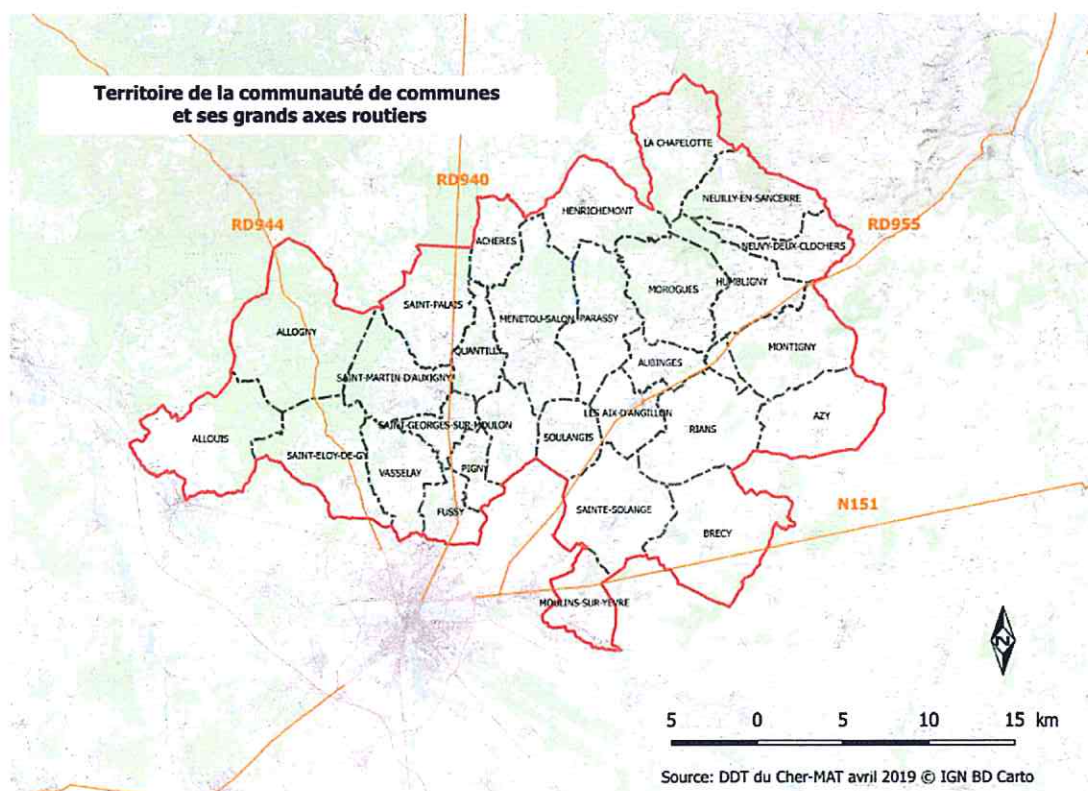 Territoire de la communauté de communes
et ses grands axes routiers
LA CHAPELOTTE
RD940
NEUILLY-EN-SANCERRE
HENRICHEMONT
RD944
RD955
ACHERES
NEUVY-DEUX-CLOCHERS
HUMBLIGNY
MOROGUES
SAINT-PALAIS
MENETOU-SALON
PARASSY
ALLOGNY
MONTIGNY
QUANTILLY
AUBINGES
SAINT-MARTIN-D'AUXIGNY
LES AIX-D'ANGILLON
AZY
SAINT-GEORGES-SUR-MOULON
RIANS
ALLOUIS
SOULANGIS
SAINT-ELOY-DE-GY
VASSELAY
PIGNY
N151
FUSSY
SAINTE-SOLANGE
BRECY
MOULINS-SUR-YEVRE
N
5 0 5 10 15 km
Source: DDT du Cher-MAT avril 2019 © IGN BD Carto